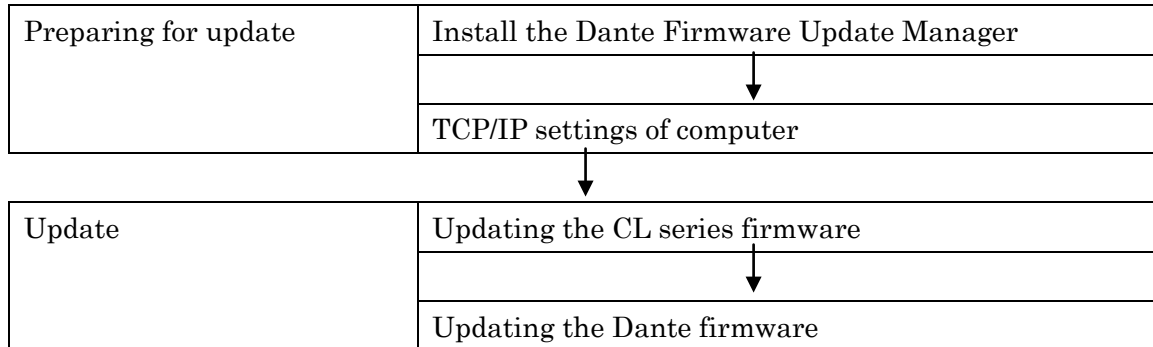 Preparing for update
Install the Dante Firmware Update Manager
TCP/IP settings of computer
Update
Updating the CL series firmware
Updating the Dante firmware